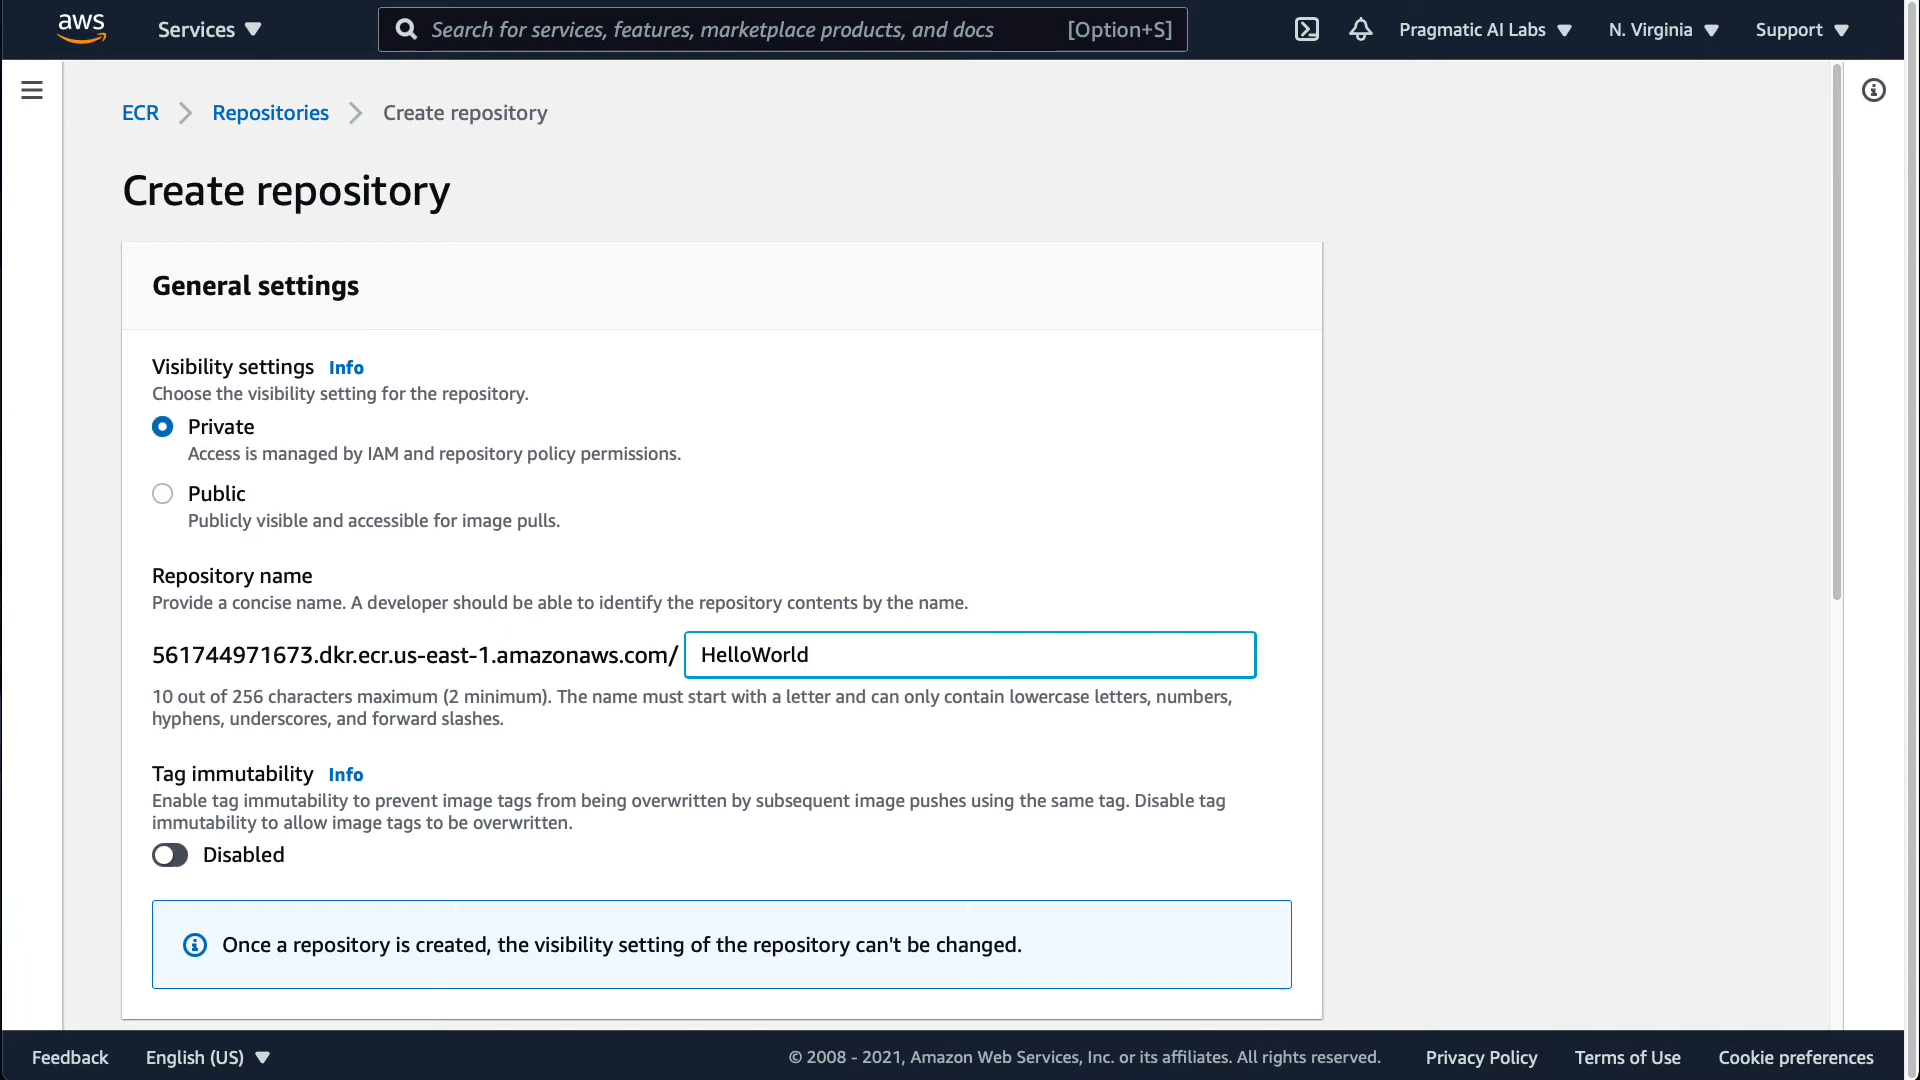 aws
Services
Search for services, features, marketplace products, and docs
[Option+S]
Pragmatic AI Labs
N. Virginia
Support
ECR
Repositories
Create repository
Create repository
General settings
Visibility settings Info
Choose the visibility setting for the repository.
Private
Access is managed by IAM and repository policy permissions.
Public
Publicly visible and accessible for image pulls.
Repository name
Provide a concise name. A developer should be able to identify the repository contents by the name.
561744971673.dkr.ecr.us-east-1.amazonaws.com/ HelloWorld
10 out of 256 characters maximum (2 minimum). The name must start with a letter and can only contain lowercase letters, numbers,
hyphens, underscores, and forward slashes.
Tag immutability Info
Enable tag immutability to prevent image tags from being overwritten by subsequent image pushes using the same tag. Disable tag
immutability to allow image tags to be overwritten.
Disabled
Once a repository is created, the visibility setting of the repository can't be changed.
Feedback
English (US)
© 2008 - 2021, Amazon Web Services, Inc. or its affiliates. All rights reserved.
Privacy Policy
Terms of Use
Cookie preferences